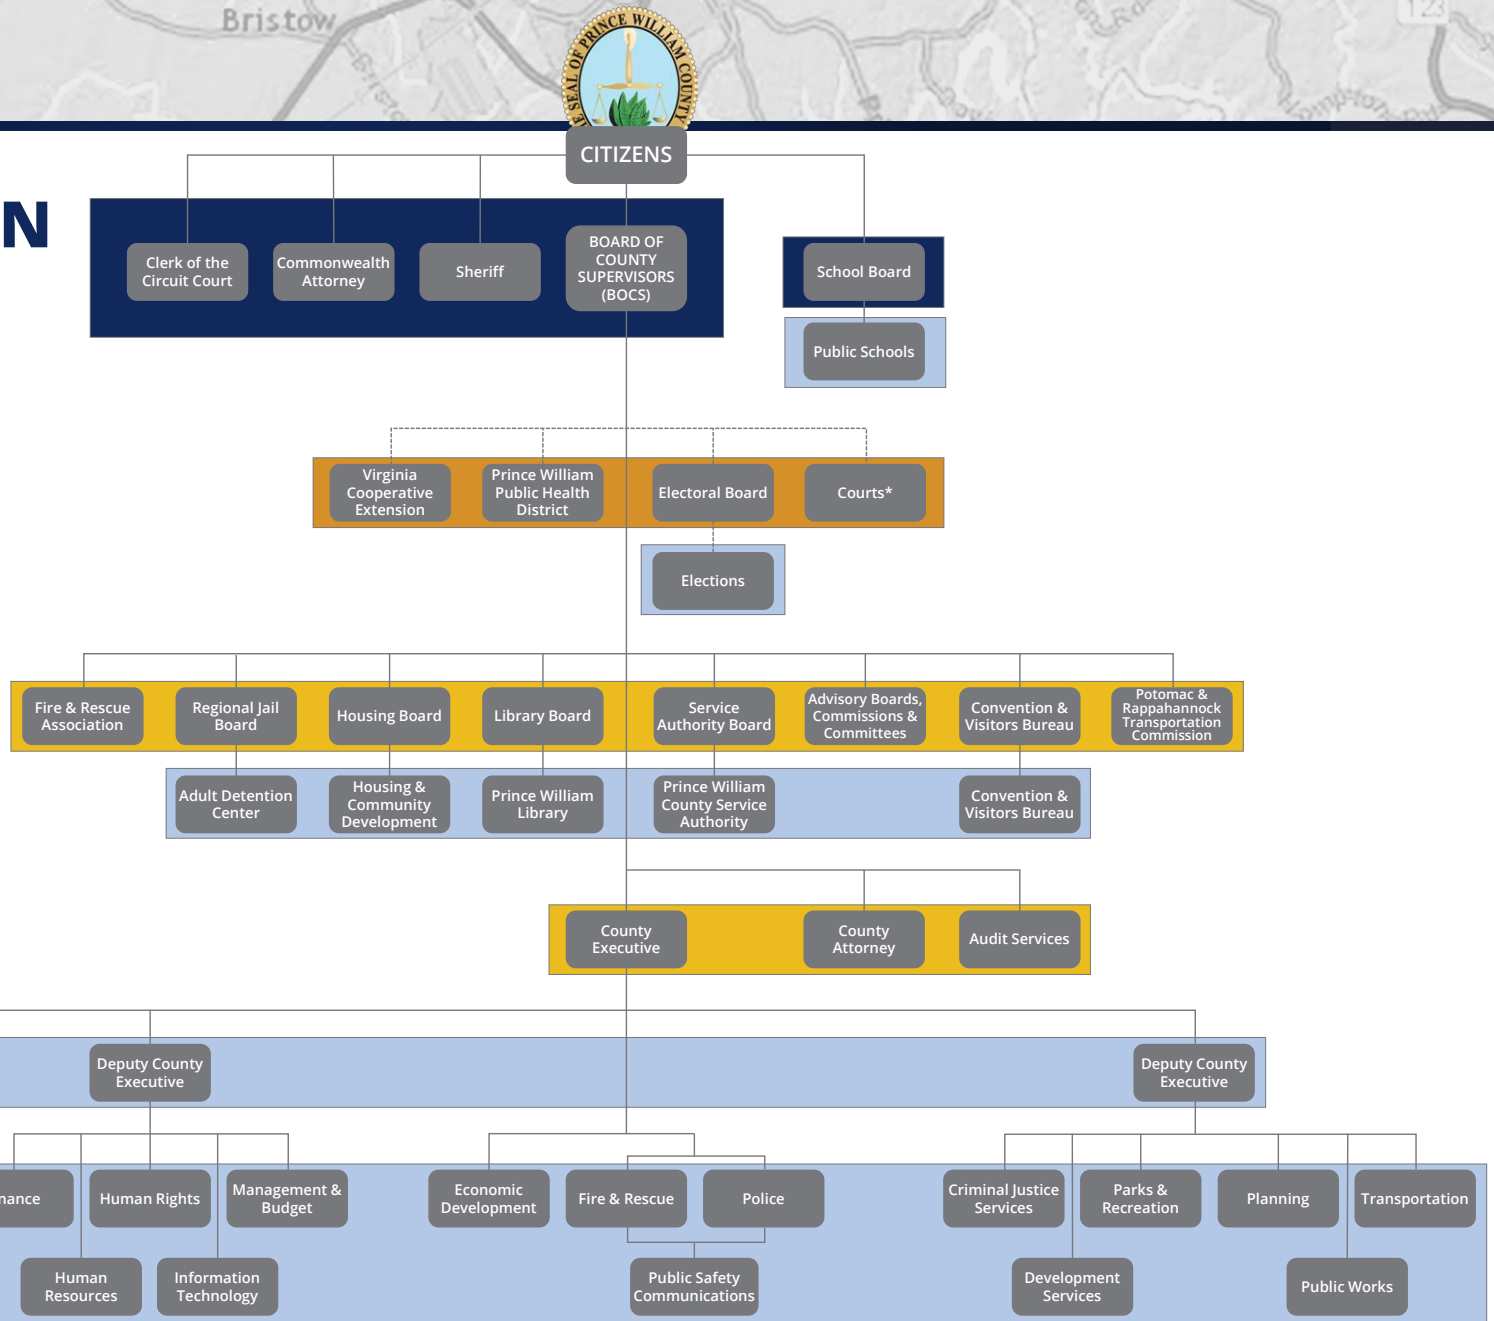 Bristow
123
SEAL OF PRINCE WILLIAM COUNTY
CITIZENS
N
Clerk of the
Circuit Court
Commonwealth
Attorney
Sheriff
BOARD OF
COUNTY
SUPERVISORS
(BOCS)
School Board
Public Schools
Virginia
Cooperative
Extension
Prince William
Public Health
District
Electoral Board
Courts*
Elections
Fire & Rescue
Association
Regional Jail
Board
Housing Board
Library Board
Service
Authority Board
Advisory Boards,
Commissions &
Committees
Convention &
Visitors Bureau
Potomac &
Rappahannock
Transportation
Commission
Adult Detention
Center
Housing &
Community
Development
Prince William
Library
Prince William
County Service
Authority
Convention &
Visitors Bureau
County
Executive
County
Attorney
Audit Services
Deputy County
Executive
Deputy County
Executive
nance
Human Rights
Management &
Budget
Economic
Development
Fire & Rescue
Police
Criminal Justice
Services
Parks &
Recreation
Planning
Transportation
Human
Resources
Information
Technology
Public Safety
Communications
Development
Services
Public Works